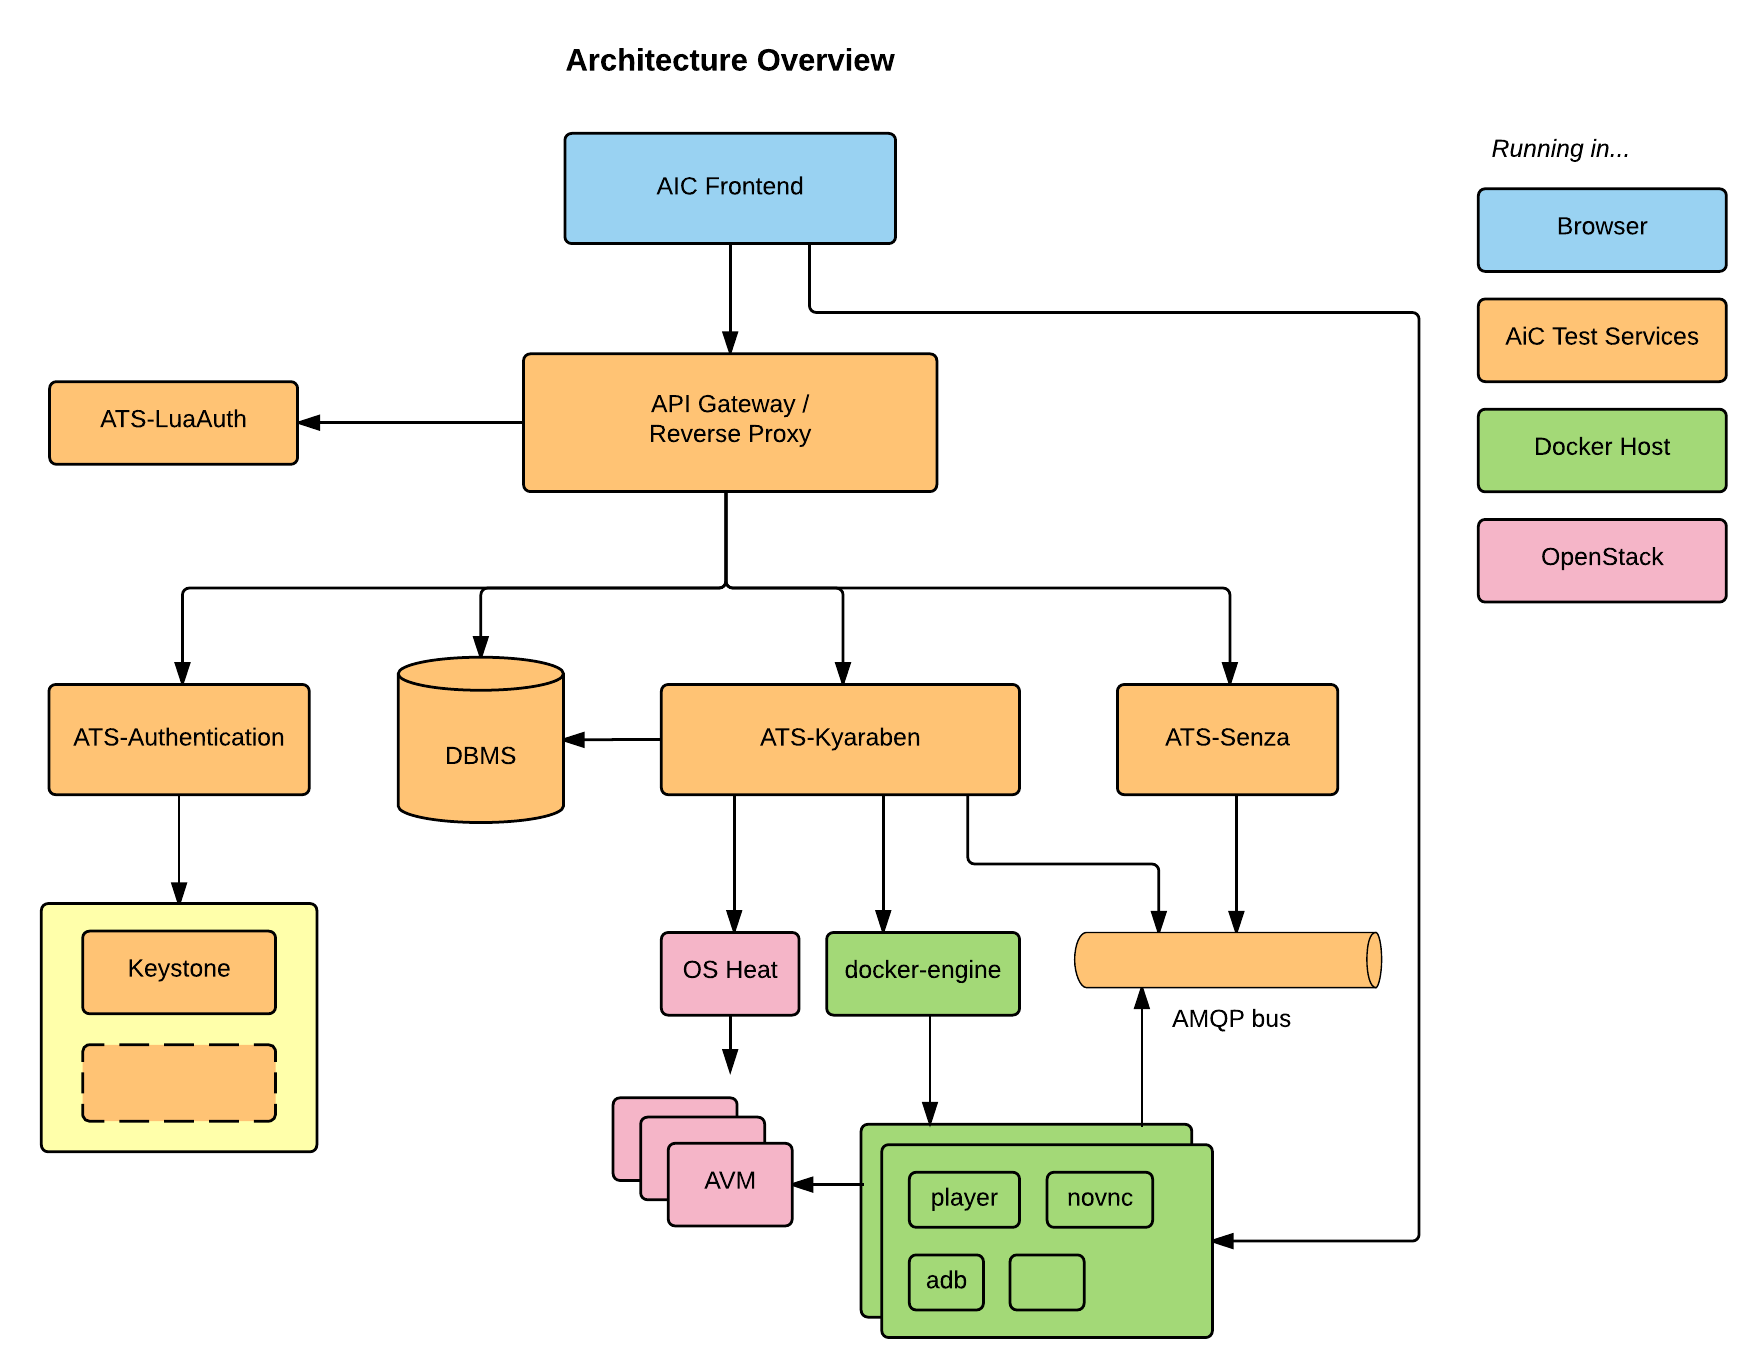 Architecture Overview
AIC Frontend
Running in...
Browser
AiC Test Services
Docker Host
OpenStack
ATS-LuaAuth
API Gateway /
Reverse Proxy
ATS-Authentication
DBMS
ATS-Kyaraben
ATS-Senza
Keystone
OS Heat
docker-engine
AMQP bus
AVM
player
novnc
adb